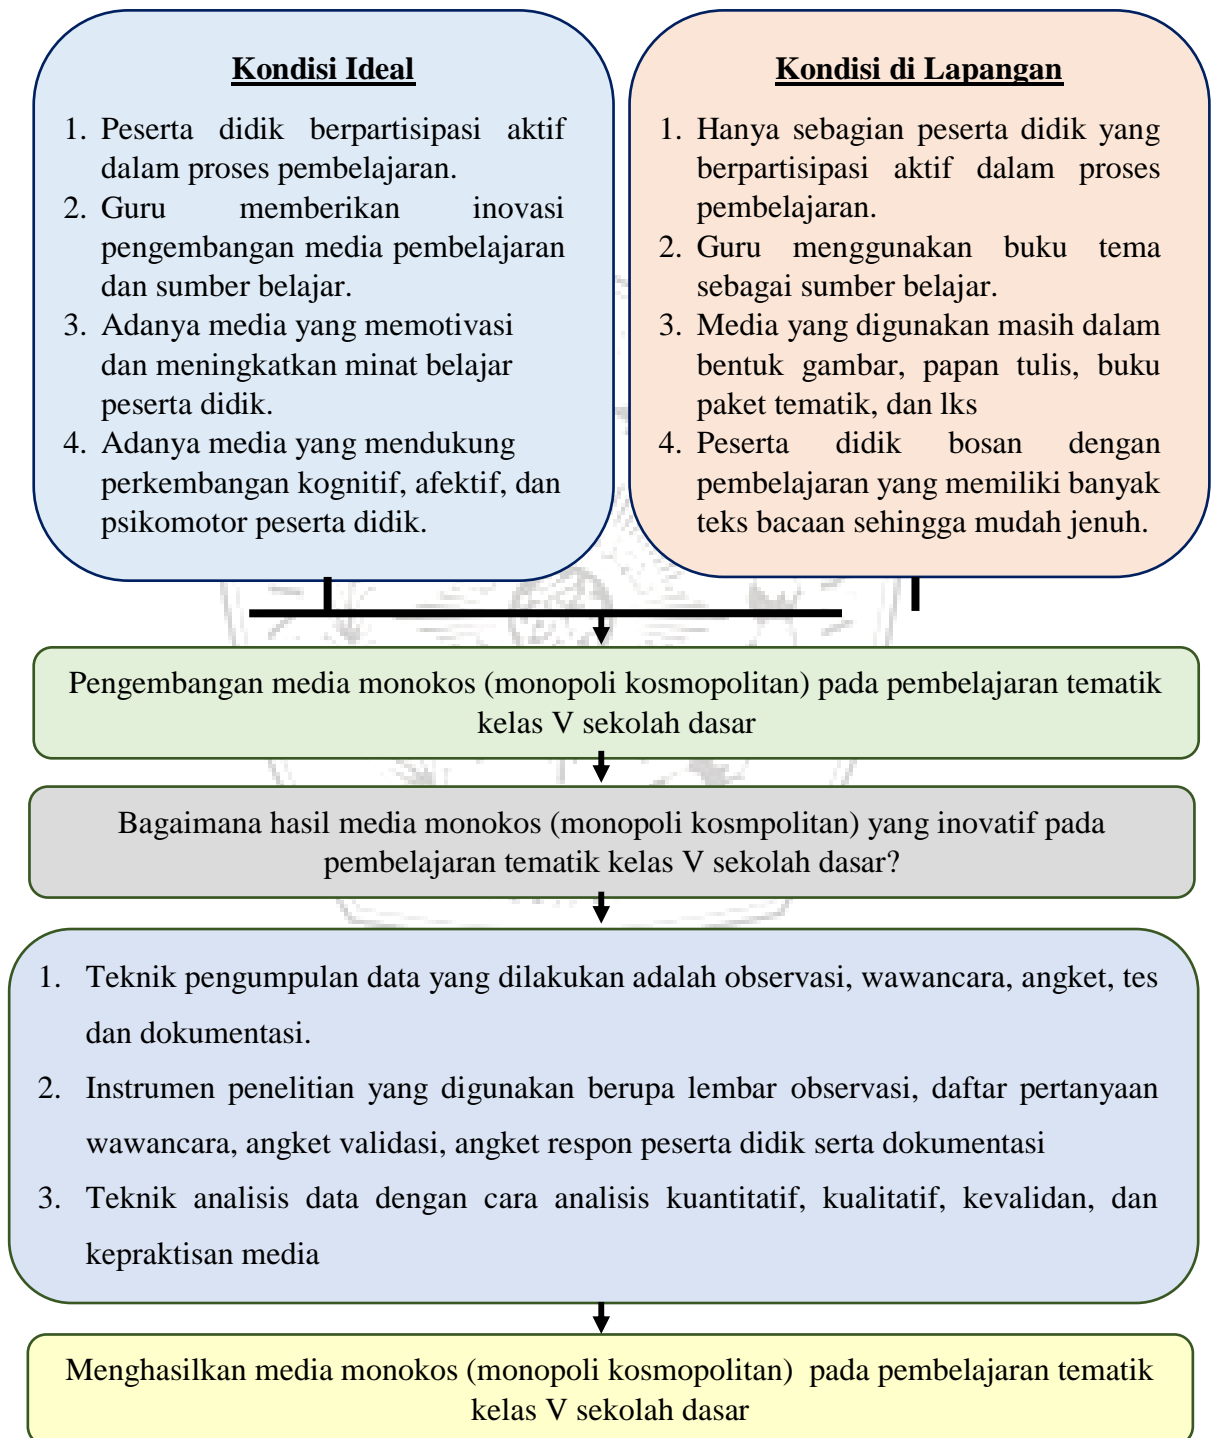 Kondisi Ideal
1. Peserta didik berpartisipasi aktif
dalam proses pembelajaran.
2. Guru memberikan inovasi
pengembangan media pembelajaran
dan sumber belajar.
3. Adanya media yang memotivasi
dan meningkatkan minat belajar
peserta didik.
4. Adanya media yang mendukung
perkembangan kognitif, afektif, dan
psikomotor peserta didik.
Kondisi di Lapangan
1. Hanya sebagian peserta didik yang
berpartisipasi aktif dalam proses
pembelajaran.
2. Guru menggunakan buku tema
sebagai sumber belajar.
3. Media yang digunakan masih dalam
bentuk gambar, papan tulis, buku
paket tematik, dan lks
4. Peserta didik bosan dengan
pembelajaran yang memiliki banyak
teks bacaan sehingga mudah jenuh.
Pengembangan media monokos (monopoli kosmopolitan) pada pembelajaran tematik
kelas V sekolah dasar
Bagaimana hasil media monokos (monopoli kosmpolitan) yang inovatif pada
pembelajaran tematik kelas V sekolah dasar?
1. Teknik pengumpulan data yang dilakukan adalah observasi, wawancara, angket, tes
dan dokumentasi.
2. Instrumen penelitian yang digunakan berupa lembar observasi, daftar pertanyaan
wawancara, angket validasi, angket respon peserta didik serta dokumentasi
3. Teknik analisis data dengan cara analisis kuantitatif, kualitatif, kevalidan, dan
kepraktisan media
Menghasilkan media monokos (monopoli kosmopolitan) pada pembelajaran tematik
kelas V sekolah dasar